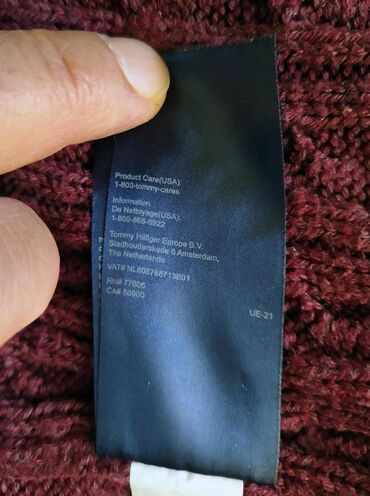 Product Care(USA):
1-800-tommy-cares
Information
De Nettoyage(USA):
1-800-866-6922
Tommy Hilfiger Europe B.V.
Stadhouderskade 6 Amsterdam,
The Netherlands
VAT# NL805768713B01
RN# 77806
CA# 50900
UE-21